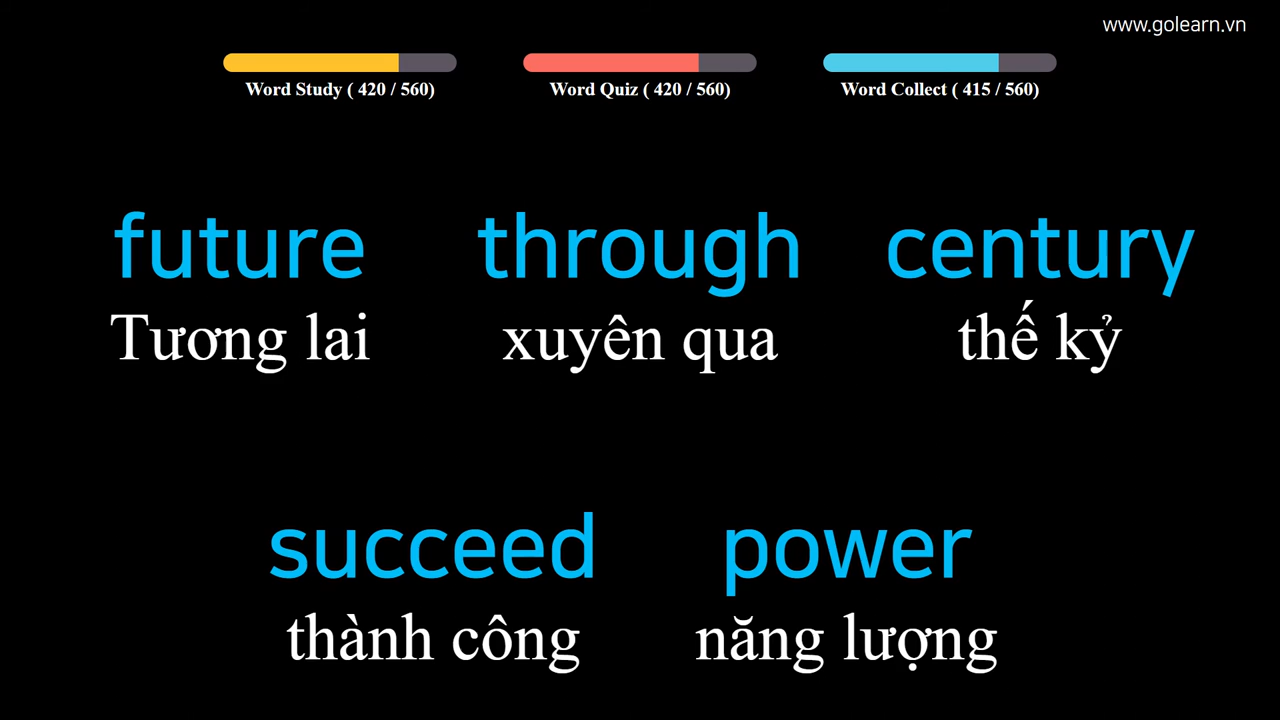 www.golearn.vn
Word Study ( 420 / 560) Word Quiz ( 420 / 560) Word Collect ( 415 / 560)
future through century
Tương lai xuyên qua thế kỷ
succeed power
thành công năng lượng